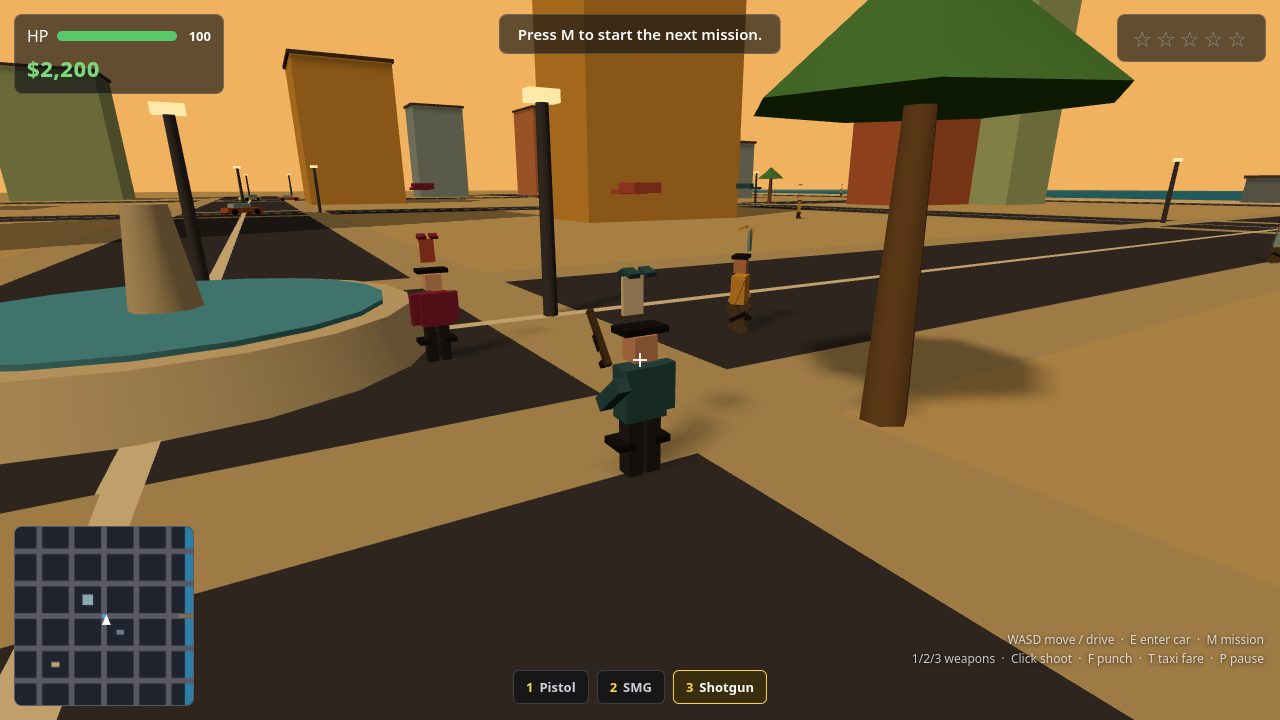 HP 100
$2,200
Press M to start the next mission.
WASD move / drive · E enter car · M mission
1/2/3 weapons · Click shoot · F punch · T taxi fare · P pause
1 Pistol
2 SMG
3 Shotgun